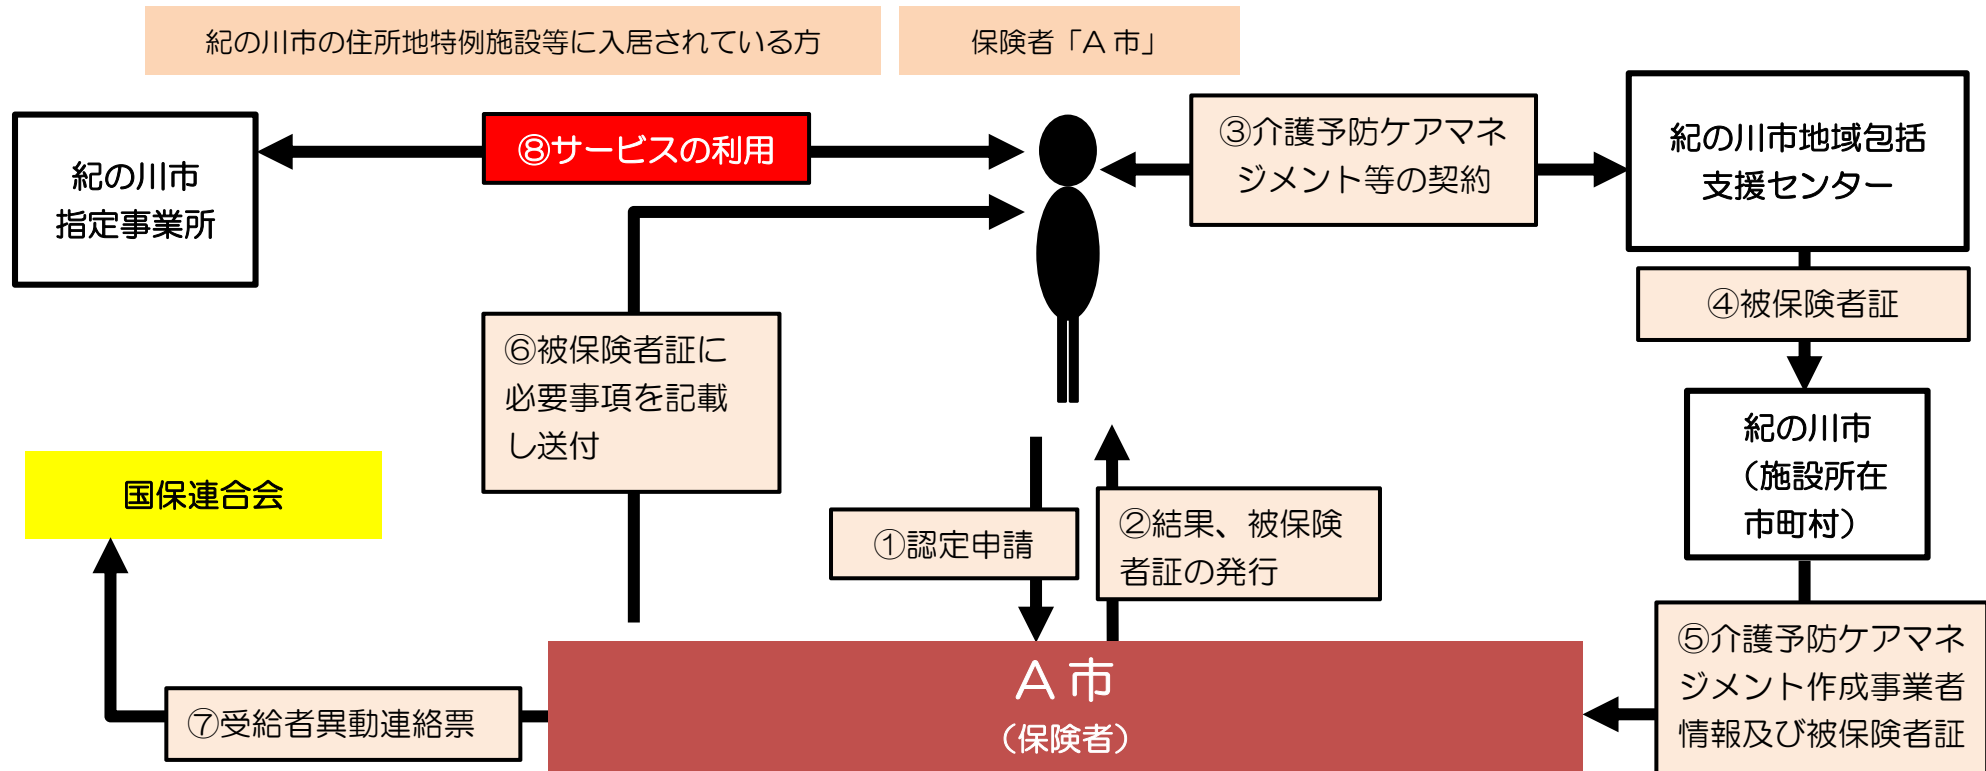 紀の川市の住所地特例施設等に入居されている方
保険者「A 市」
紀の川市
指定事業所
⑧サービスの利用
③介護予防ケアマネ
ジメント等の契約
紀の川市地域包括
支援センター
④被保険者証
⑥被保険者証に
必要事項を記載
し送付
紀の川市
（施設所在
市町村）
国保連合会
①認定申請
②結果、被保険
者証の発行
⑤介護予防ケアマネ
ジメント作成事業者
情報及び被保険者証
A 市
（保険者）
⑦受給者異動連絡票